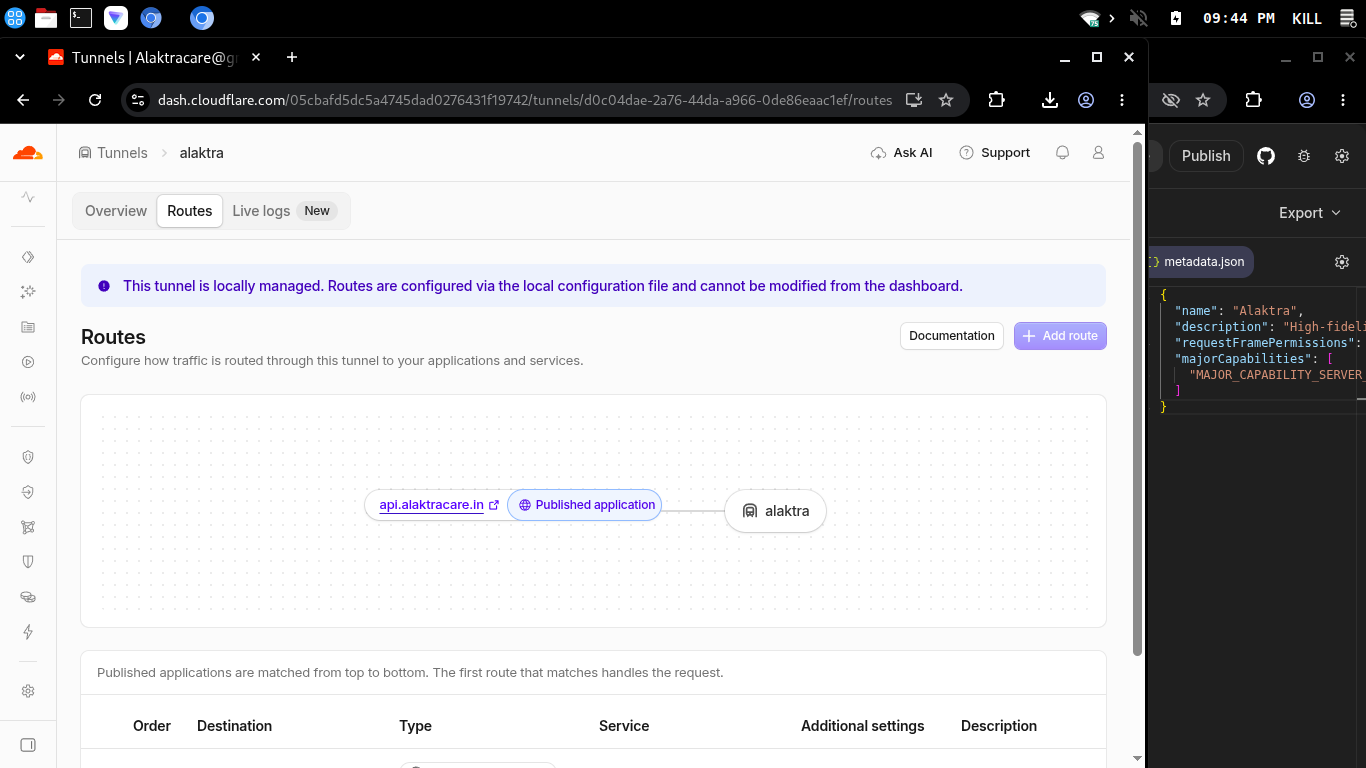 09:44 PM KILL
Tunnels | Alaktracare@g
dash.cloudflare.com/05cbafd5dc5a4745dad0276431f19742/tunnels/d0c04dae-2a76-44da-a966-0de86eaac1ef/routes
Tunnels
alaktra
Ask AI
Support
Overview
Routes
Live logs
New
This tunnel is locally managed. Routes are configured via the local configuration file and cannot be modified from the dashboard.
Routes
Configure how traffic is routed through this tunnel to your applications and services.
Documentation
Add route
api.alaktracare.in
Published application
alaktra
Published applications are matched from top to bottom. The first route that matches handles the request.
Order Destination Type Service Additional settings Description
Publish
Export
metadata.json
{
"name": "Alaktra",
"description": "High-fideli
"requestFramePermissions":
"majorCapabilities": [
"MAJOR_CAPABILITY_SERVER_
]
}